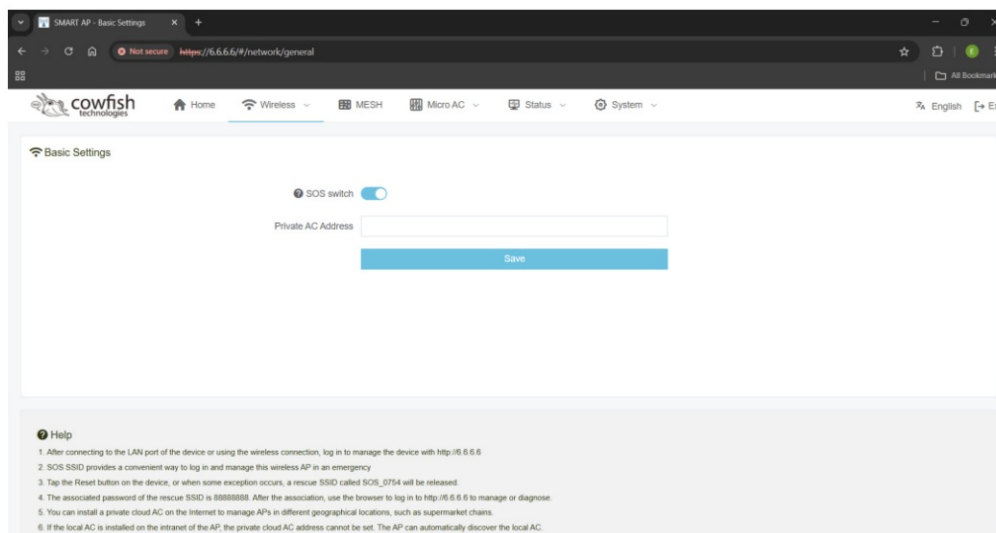 SMART AP - Basic Settings
Not secure https://6.6.6.6/#/network/general
All Bookmark
cowfish technologies
Home Wireless MESH Micro AC Status System English
Basic Settings
SOS switch
Private AC Address
Save
Help
1. After connecting to the LAN port of the device or using the wireless connection, log in to manage the device with http://6.6.6.6
2. SOS SSID provides a convenient way to log in and manage this wireless AP in an emergency
3. Tap the Reset button on the device, or when some exception occurs, a rescue SSID called SOS_0754 will be released.
4. The associated password of the rescue SSID is 88888888. After the association, use the browser to log in to http://6.6.6.6 to manage or diagnose.
5. You can install a private cloud AC on the Internet to manage APs in different geographical locations, such as supermarket chains.
6. If the local AC is installed on the intranet of the AP, the private cloud AC address cannot be set. The AP can automatically discover the local AC.